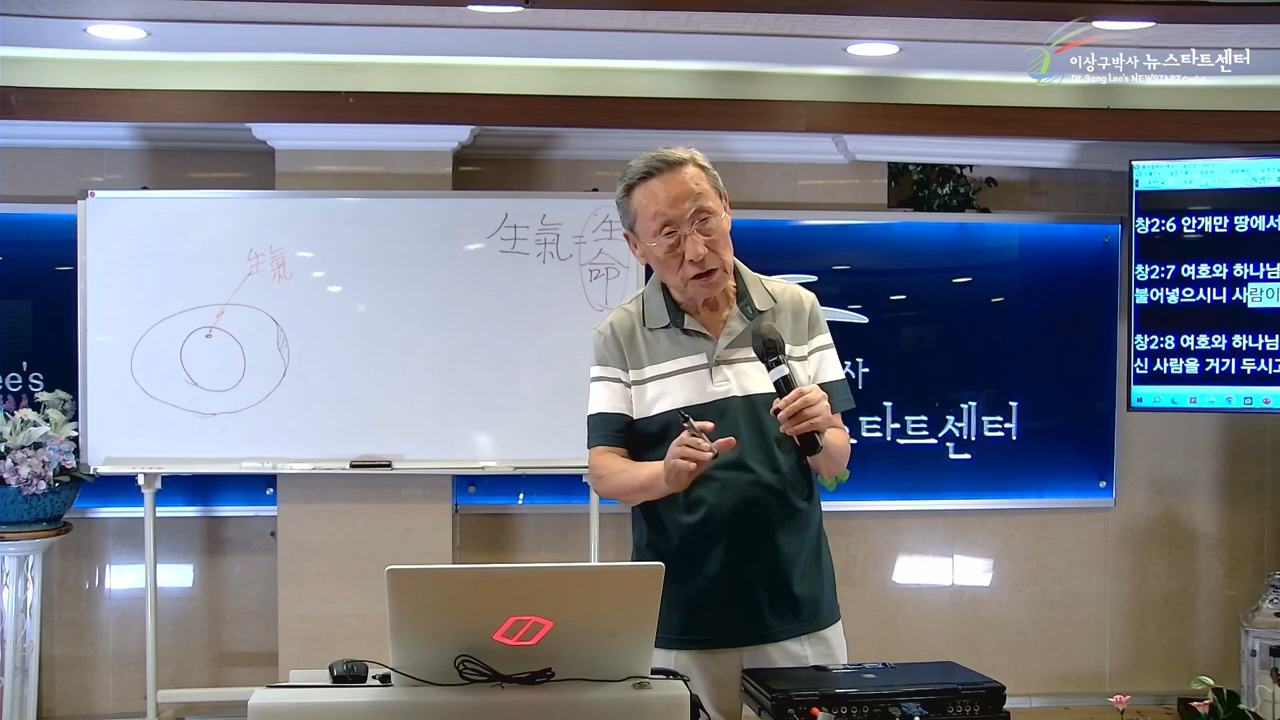 이상구박사 뉴스타트센터
Dr. Sang Lee's NEWSTART Center
生氣
生氣=生命
ee's
사
스타트센터
창2:6 안개만 땅에서
창2:7 여호와 하나님
불어넣으시니 사람이
창2:8 여호와 하나님
신 사람을 거기 두시고